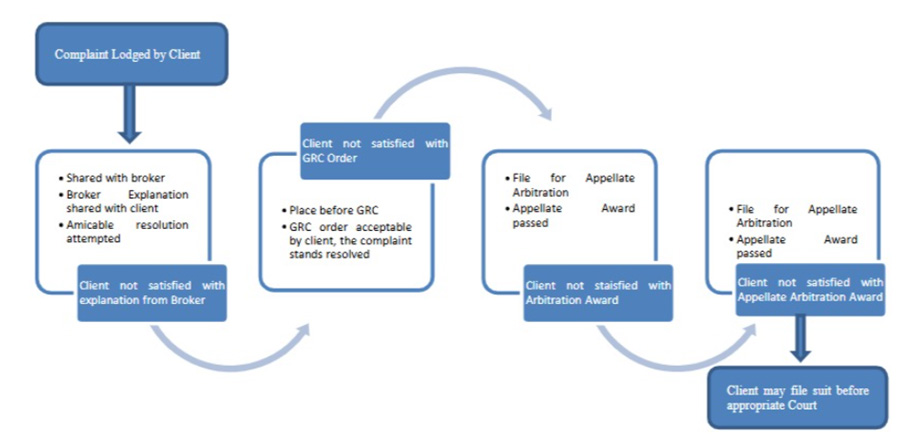 Complaint Lodged by Client
• Shared with broker
• Broker Explanation
shared with client
• Amicable resolution
attempted
Client not satisfied with
explanation from Broker
Client not satisfied with
GRC Order
• Place before GRC
• GRC order acceptable
by client, the complaint
stands resolved
• File for Appellate
Arbitration
• Appellate Award
passed
Client not staisfied with
Arbitration Award
• File for Appellate
Arbitration
• Appellate Award
passed
Client not satisfied with
Appellate Arbitration Award
Client may file suit before
appropriate Court